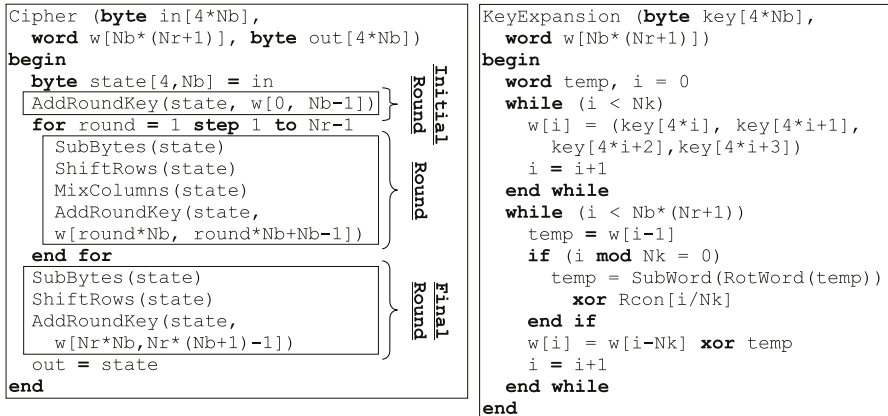 Cipher (byte in[4*Nb],
word w[Nb*(Nr+1)], byte out[4*Nb])
begin
byte state[4,Nb] = in
AddRoundKey(state, w[0, Nb-1])
for round = 1 step 1 to Nr-1
SubBytes(state)
ShiftRows(state)
MixColumns(state)
AddRoundKey(state,
w[round*Nb, round*Nb+Nb-1])
end for
SubBytes(state)
ShiftRows(state)
AddRoundKey(state,
w[Nr*Nb,Nr*(Nb+1)-1])
out = state
end
Initial
Round
Round
Final
Round
KeyExpansion (byte key[4*Nb],
word w[Nb*(Nr+1)])
begin
word temp, i = 0
while (i < Nk)
w[i] = (key[4*i], key[4*i+1],
key[4*i+2],key[4*i+3])
i = i+1
end while
while (i < Nb*(Nr+1))
temp = w[i-1]
if (i mod Nk = 0)
temp = SubWord(RotWord(temp))
xor Rcon[i/Nk]
end if
w[i] = w[i-Nk] xor temp
i = i+1
end while
end